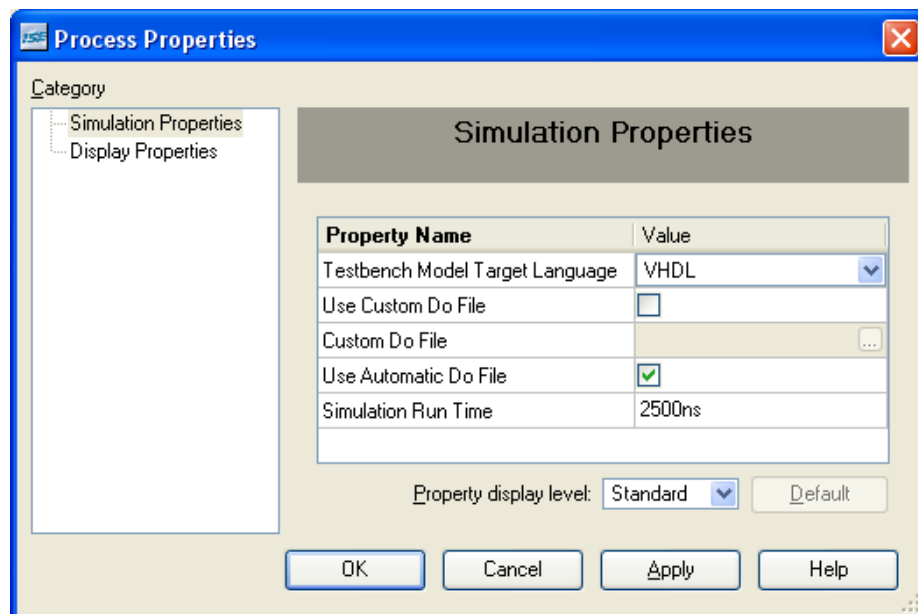 ISE Process Properties
Category
Simulation Properties
Display Properties
Simulation Properties
Property Name Value
Testbench Model Target Language VHDL
Use Custom Do File
Custom Do File ...
Use Automatic Do File
Simulation Run Time 2500ns
Property display level: Standard Default
OK Cancel Apply Help